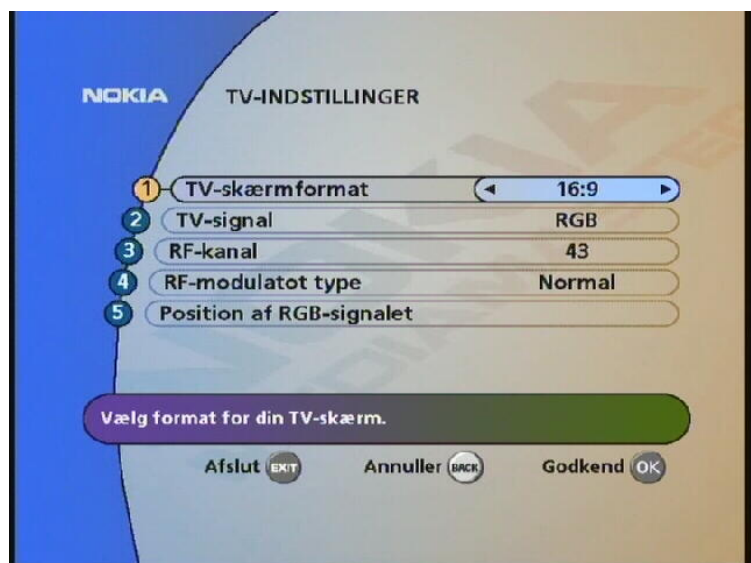 NOKIA TV-INDSTILLINGER
1 TV-skærmformat 16:9
2 TV-signal RGB
3 RF-kanal 43
4 RF-modulatot type Normal
5 Position af RGB-signalet
Vælg format for din TV-skærm.
Afslut EXIT Annuller BACK Godkend OK